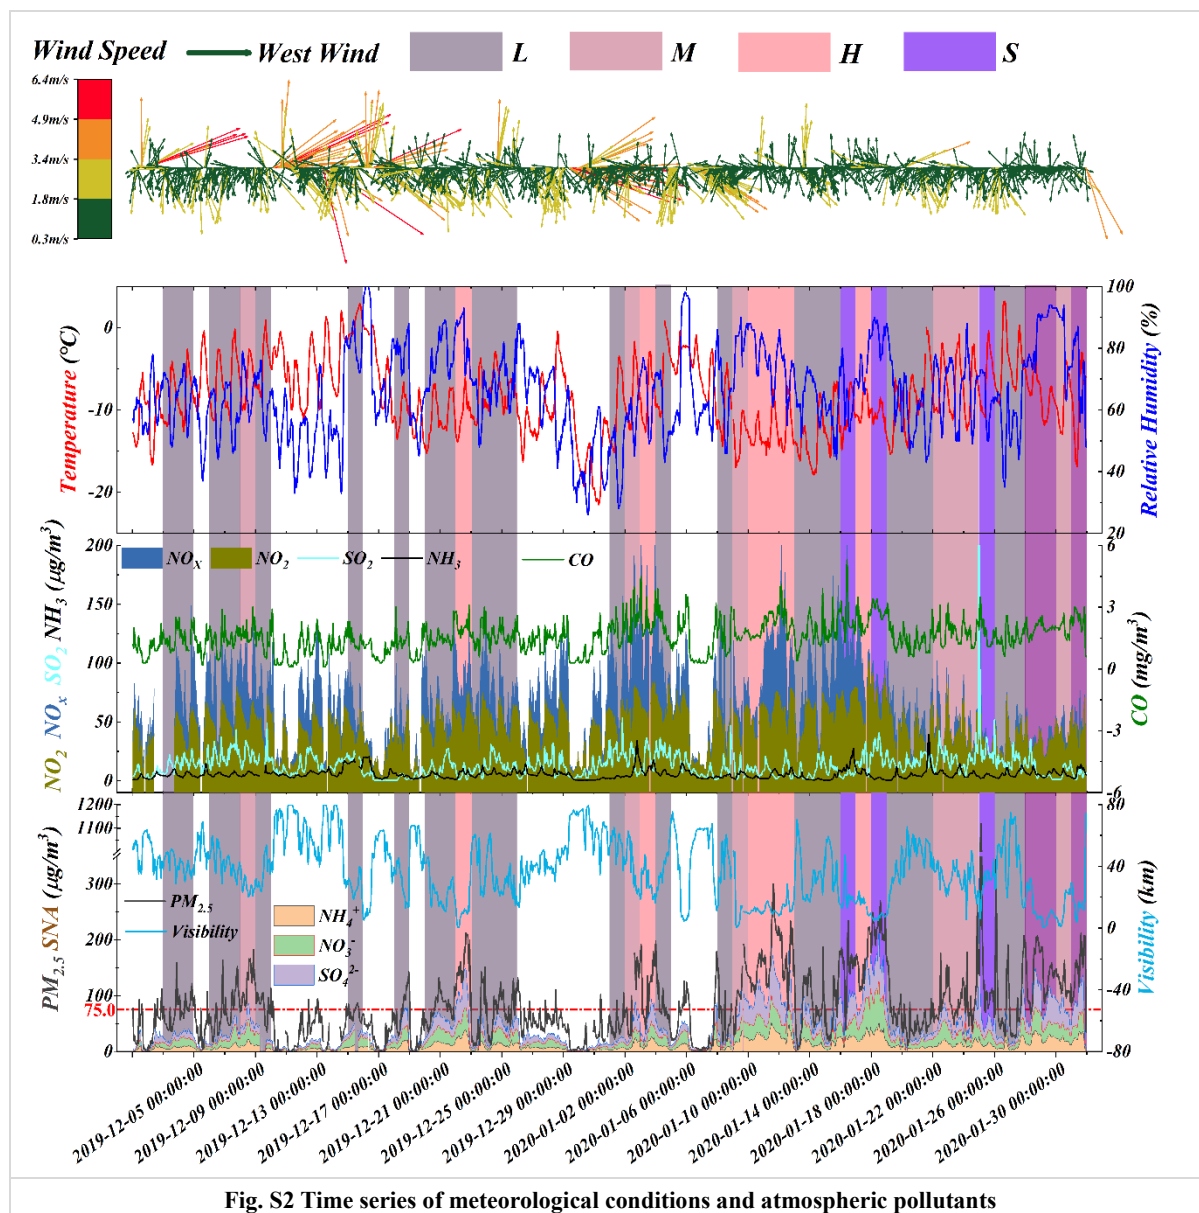 Wind Speed West Wind L M H S
6.4m/s
4.9m/s
3.4m/s
1.8m/s
0.3m/s
Temperature (°C)
0
-10
-20
100
80
60
40
20
Relative Humidity (%)
NO₂ NOₓ SO₂ NH₃ (μg/m³)
200
150
100
50
0
NOₓ NO₂ SO₂ NH₃ CO
6
3
0
-3
-6
CO (mg/m³)
PM₂.₅ SNA (μg/m³)
1200
1100
300
200
100
75.0
0
PM₂.₅
Visibility
NH₄⁺
NO₃⁻
SO₄²⁻
80
40
0
-40
-80
Visibility (km)
2019-12-05 00:00:00
2019-12-09 00:00:00
2019-12-13 00:00:00
2019-12-17 00:00:00
2019-12-21 00:00:00
2019-12-25 00:00:00
2019-12-29 00:00:00
2020-01-02 00:00:00
2020-01-06 00:00:00
2020-01-10 00:00:00
2020-01-14 00:00:00
2020-01-18 00:00:00
2020-01-22 00:00:00
2020-01-26 00:00:00
2020-01-30 00:00:00
Fig. S2 Time series of meteorological conditions and atmospheric pollutants